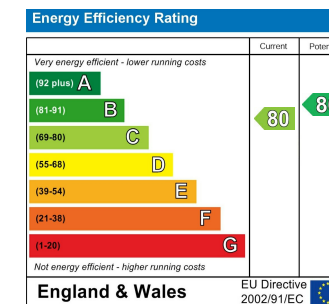 Energy Efficiency Rating
Current
Very energy efficient - lower running costs
(92 plus) A
(81-91) B
(69-80) C
(55-68) D
(39-54) E
(21-38) F
(1-20) G
80
Not energy efficient - higher running costs
England & Wales
EU Directive
2002/91/EC